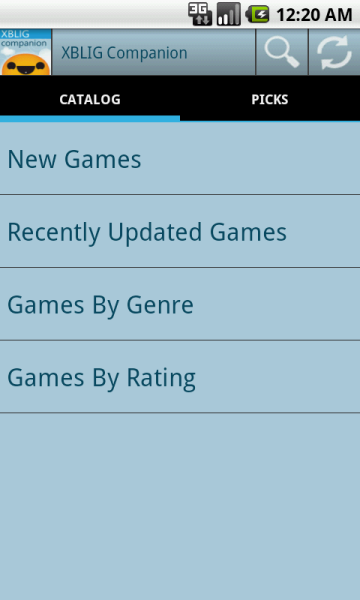 3G
12:20 AM
XBLIG
companion
XBLIG Companion
CATALOG
PICKS
New Games
Recently Updated Games
Games By Genre
Games By Rating